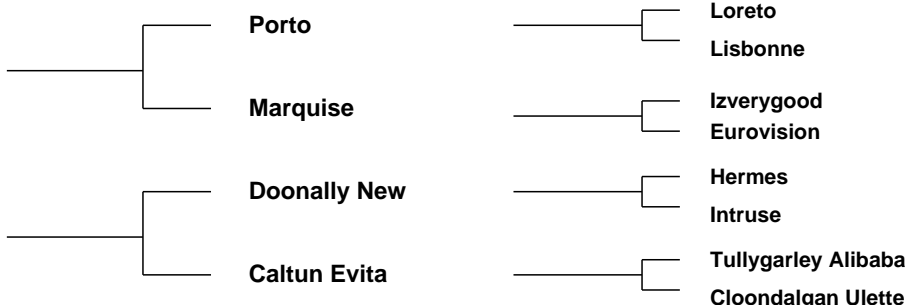 Porto
Loreto
Lisbonne
Marquise
Izverygood
Eurovision
Doonally New
Hermes
Intruse
Caltun Evita
Tullygarley Alibaba
Cloondalgan Ulette